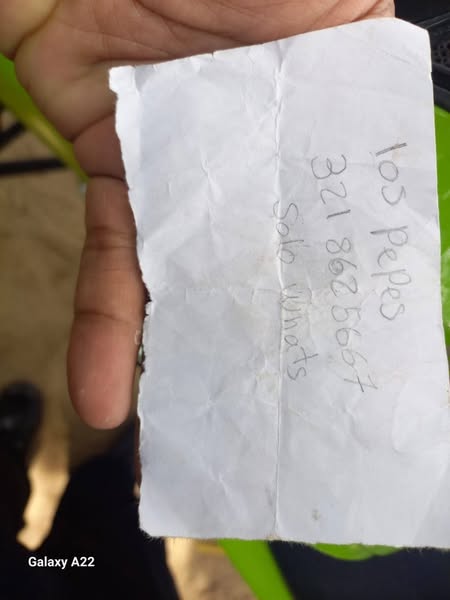 los Pepes
321 8625667
Solo Whats
Galaxy A22